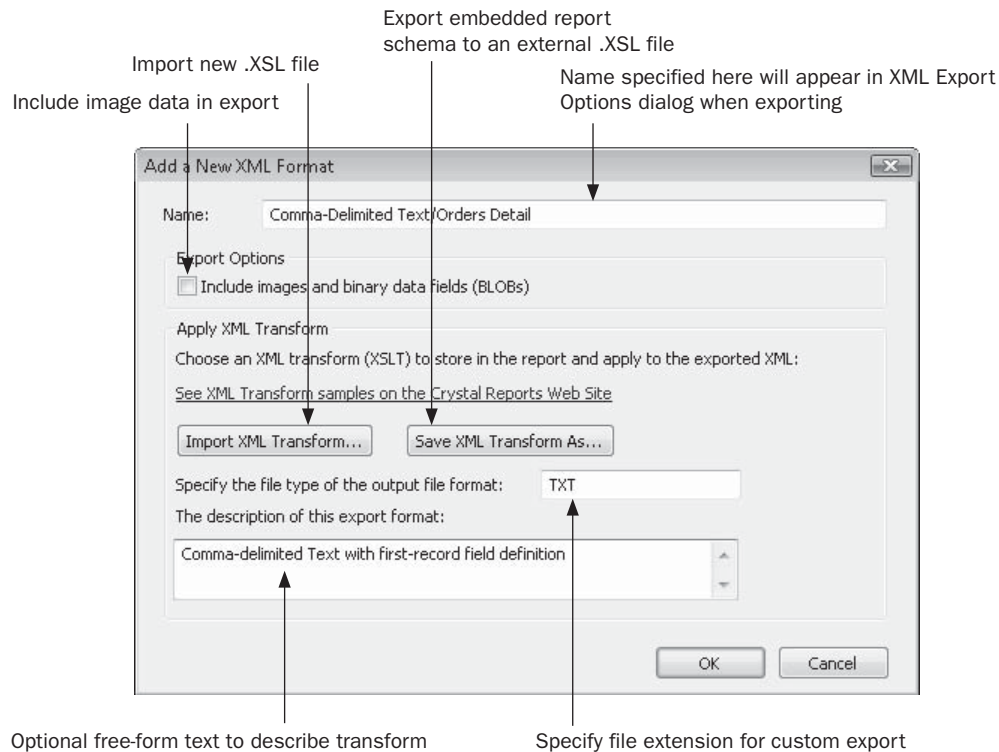 Export embedded report
schema to an external .XSL file
Import new .XSL file
Name specified here will appear in XML Export
Options dialog when exporting
Include image data in export
Add a New XML Format
Name: Comma-Delimited Text/Orders Detail
Export Options
Include images and binary data fields (BLOBs)
Apply XML Transform
Choose an XML transform (XSLT) to store in the report and apply to the exported XML:
See XML Transform samples on the Crystal Reports Web Site
Import XML Transform... Save XML Transform As...
Specify the file type of the output file format: TXT
The description of this export format:
Comma-delimited Text with first-record field definition
OK Cancel
Optional free-form text to describe transform
Specify file extension for custom export